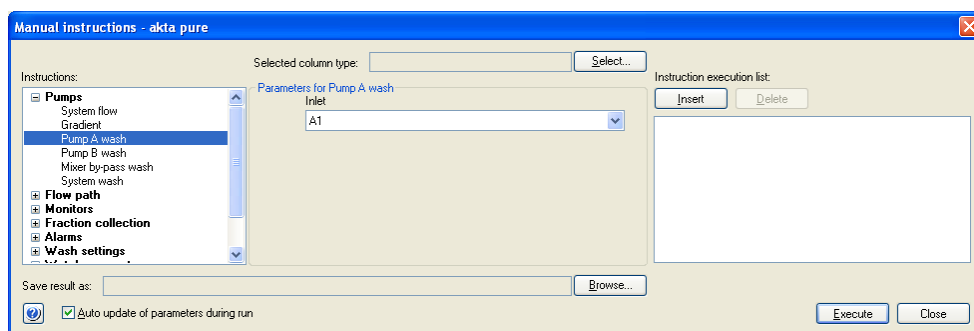 Manual instructions - akta pure
Selected column type:
Select...
Instructions:
Pumps
System flow
Gradient
Pump A wash
Pump B wash
Mixer by-pass wash
System wash
Flow path
Monitors
Fraction collection
Alarms
Wash settings
Parameters for Pump A wash
Inlet
A1
Instruction execution list:
Insert
Delete
Save result as:
Browse...
Auto update of parameters during run
Execute
Close